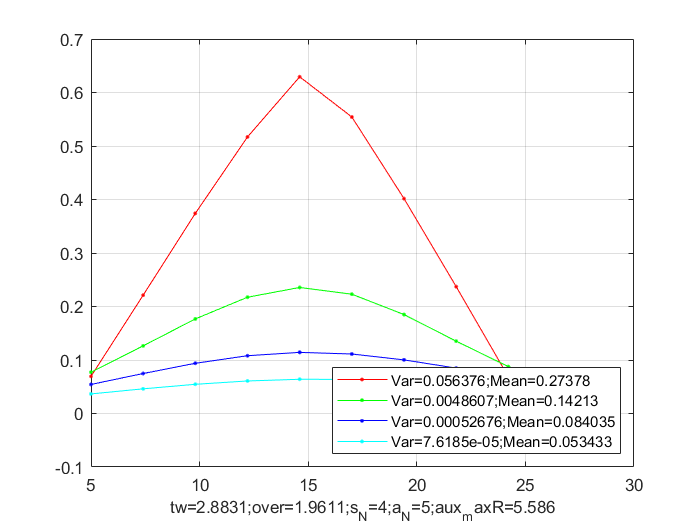 0.7
0.6
0.5
0.4
0.3
0.2
0.1
0
-0.1
5 10 15 20 25 30
Var=0.056376;Mean=0.27378
Var=0.0048607;Mean=0.14213
Var=0.00052676;Mean=0.084035
Var=7.6185e-05;Mean=0.053433
tw=2.8831;over=1.9611;s_N=4;a_N=5;aux_maxR=5.586